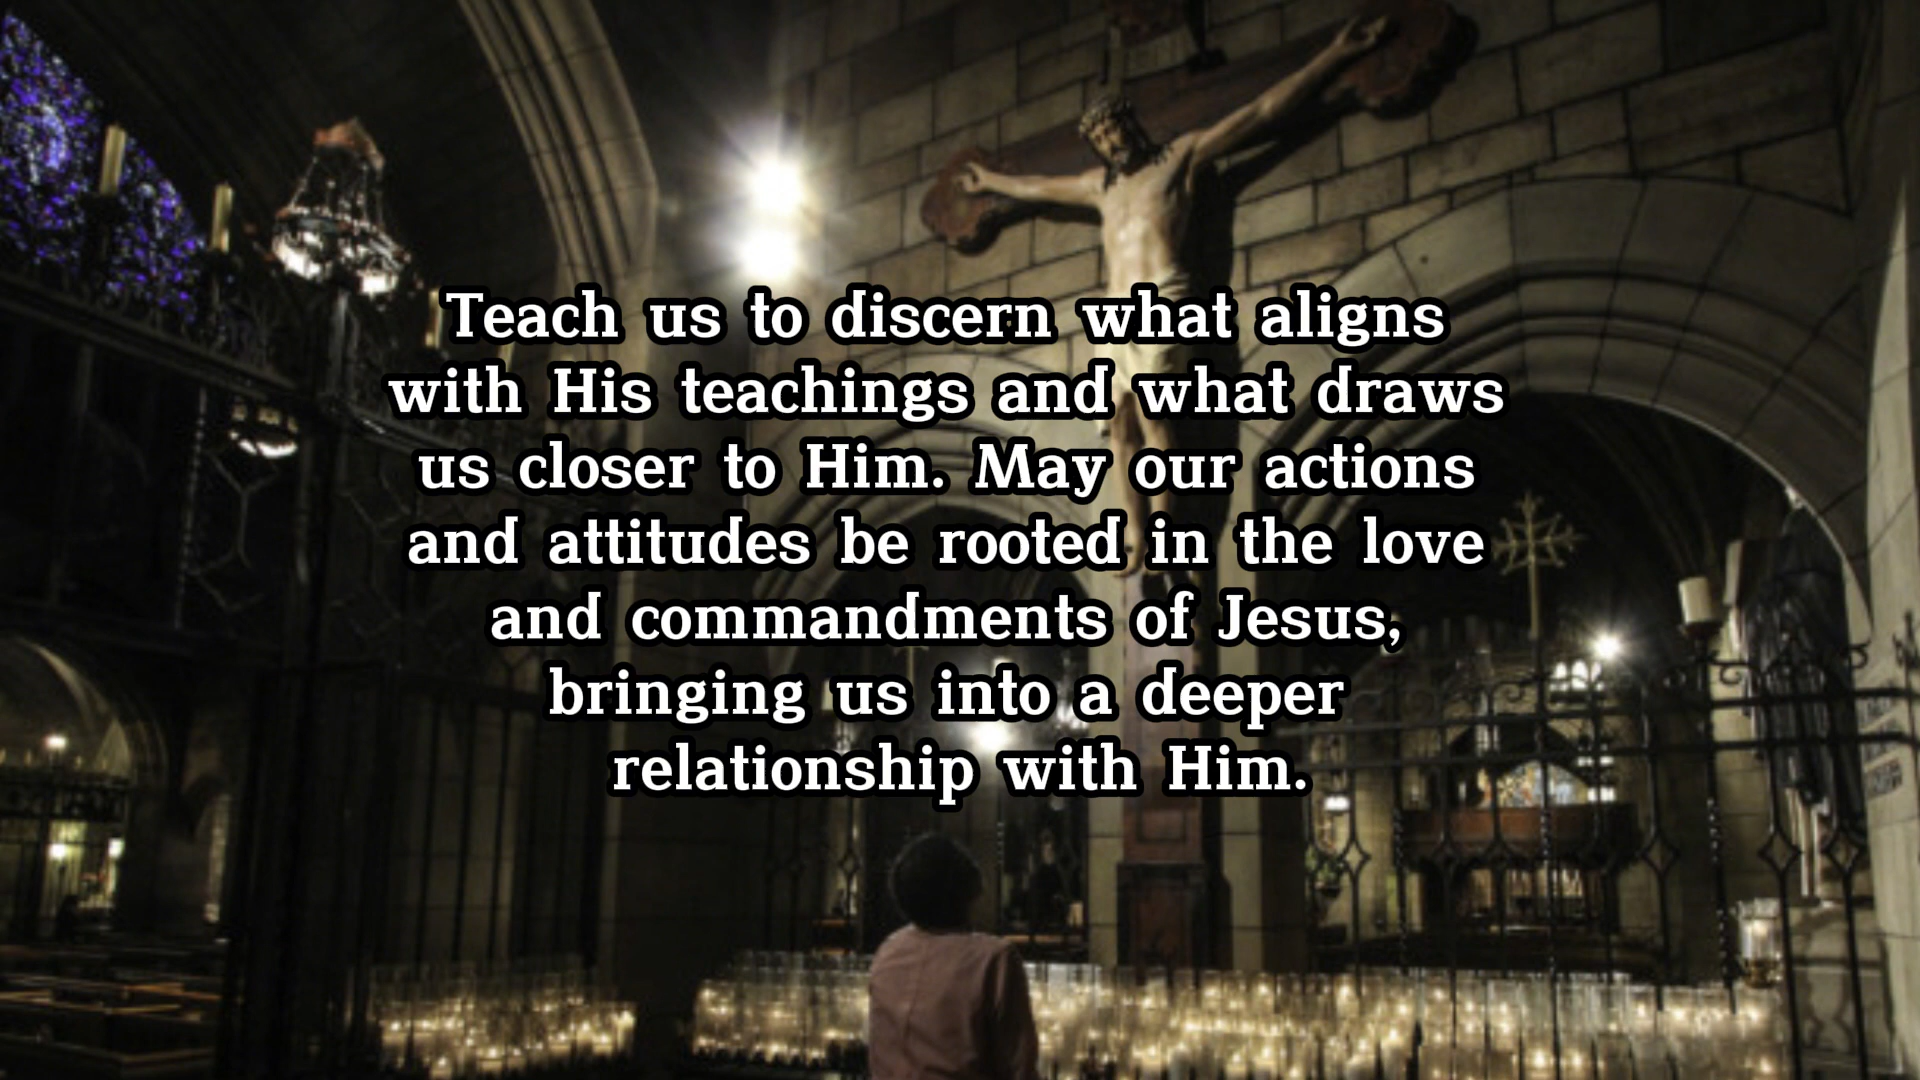 Teach us to discern what aligns
with His teachings and what draws
us closer to Him. May our actions
and attitudes be rooted in the love
and commandments of Jesus,
bringing us into a deeper
relationship with Him.